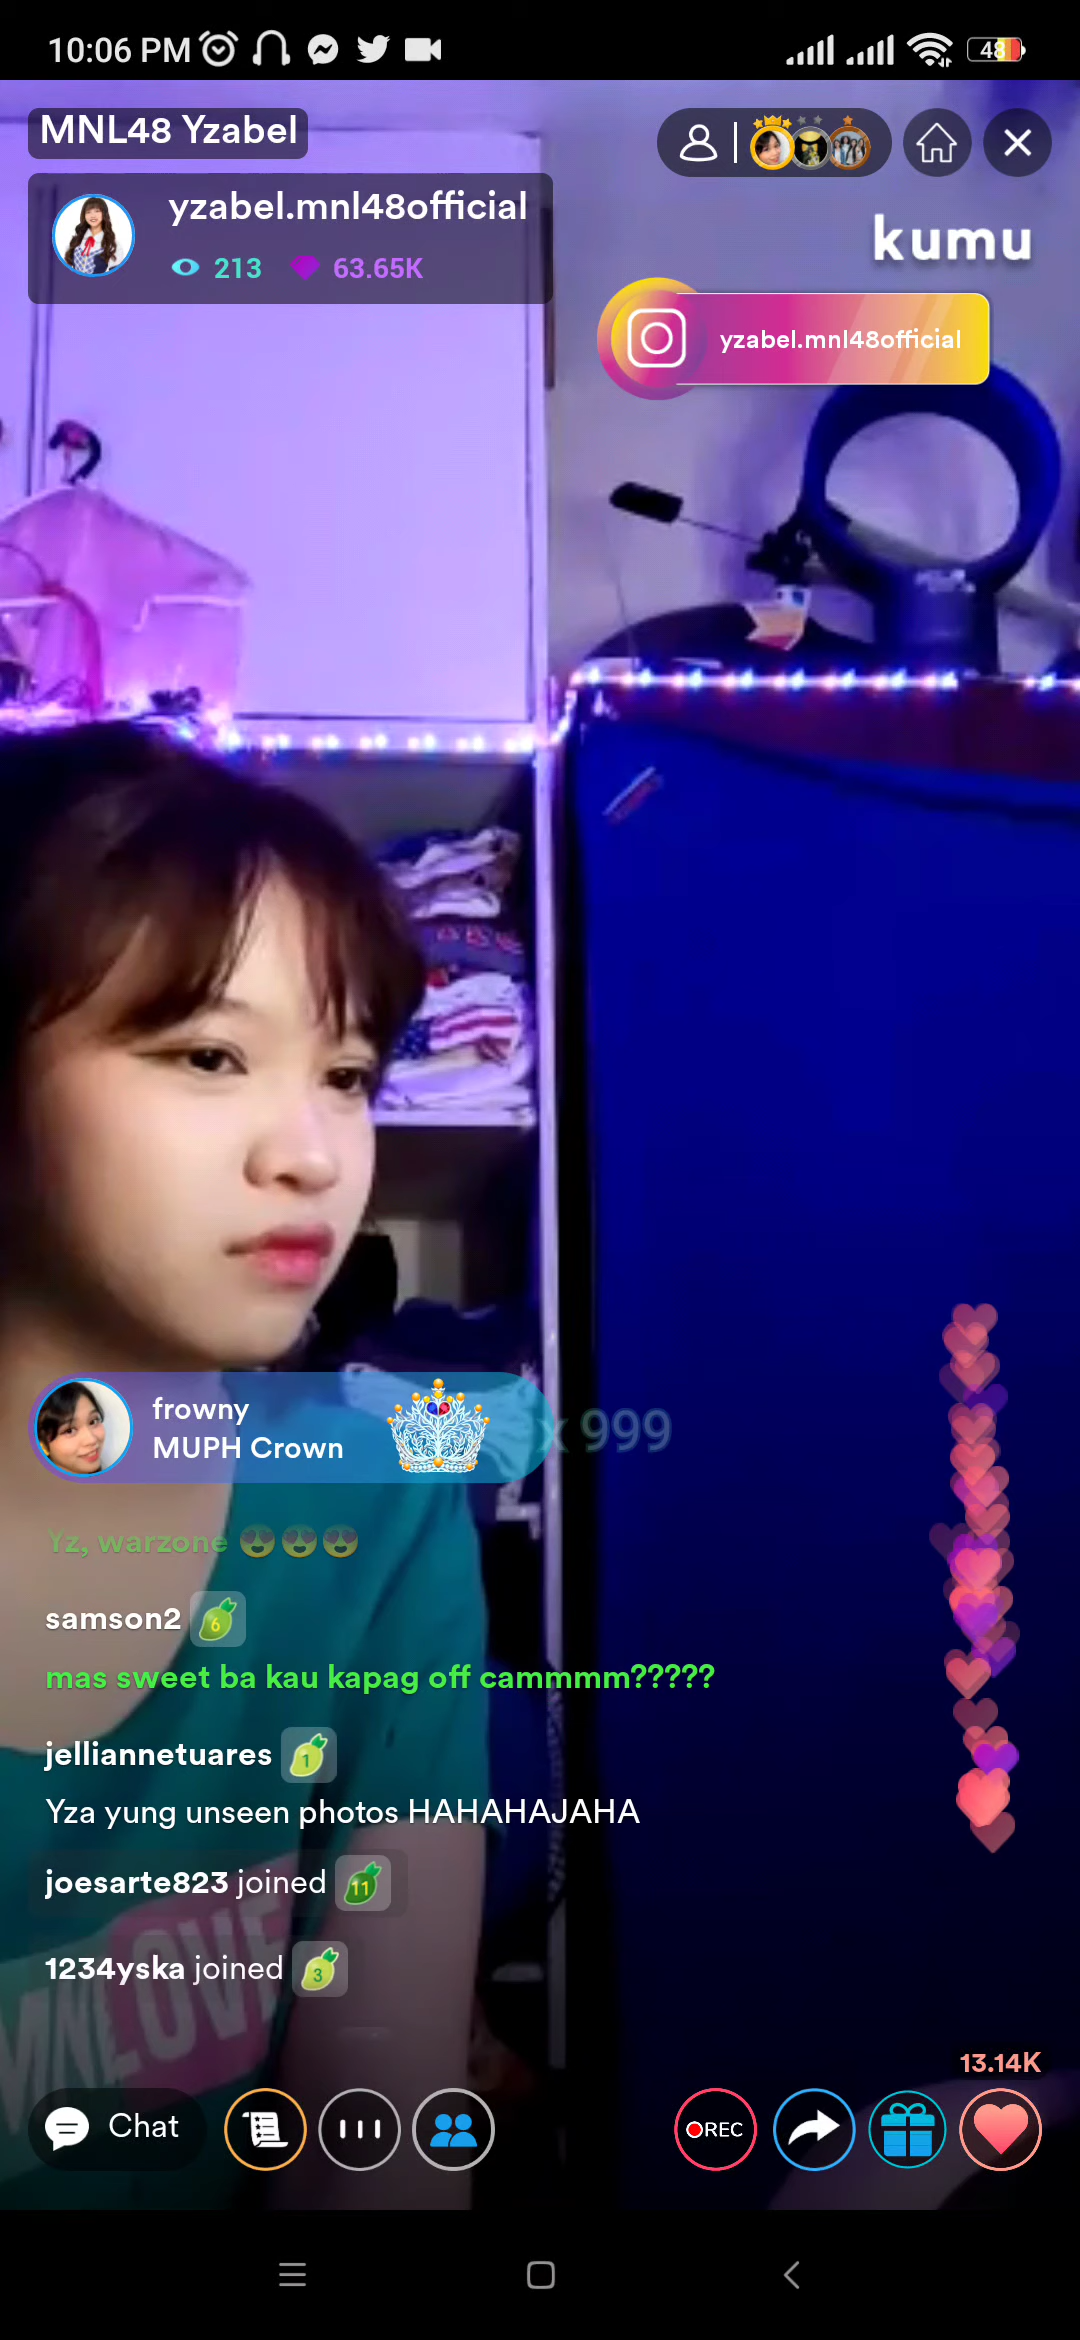 10:06 PM
48
MNL48 Yzabel
yzabel.mnl48official
213 63.65K
kumu
yzabel.mnl48official
frowny
MUPH Crown
x 999
Yz, warzone 😍😍😍
samson2 6
mas sweet ba kau kapag off cammmm?????
jelliannetuares 1
Yza yung unseen photos HAHAHAJAHA
joesarte823 joined 11
1234yska joined 3
MNLOVE
13.14K
Chat
REC